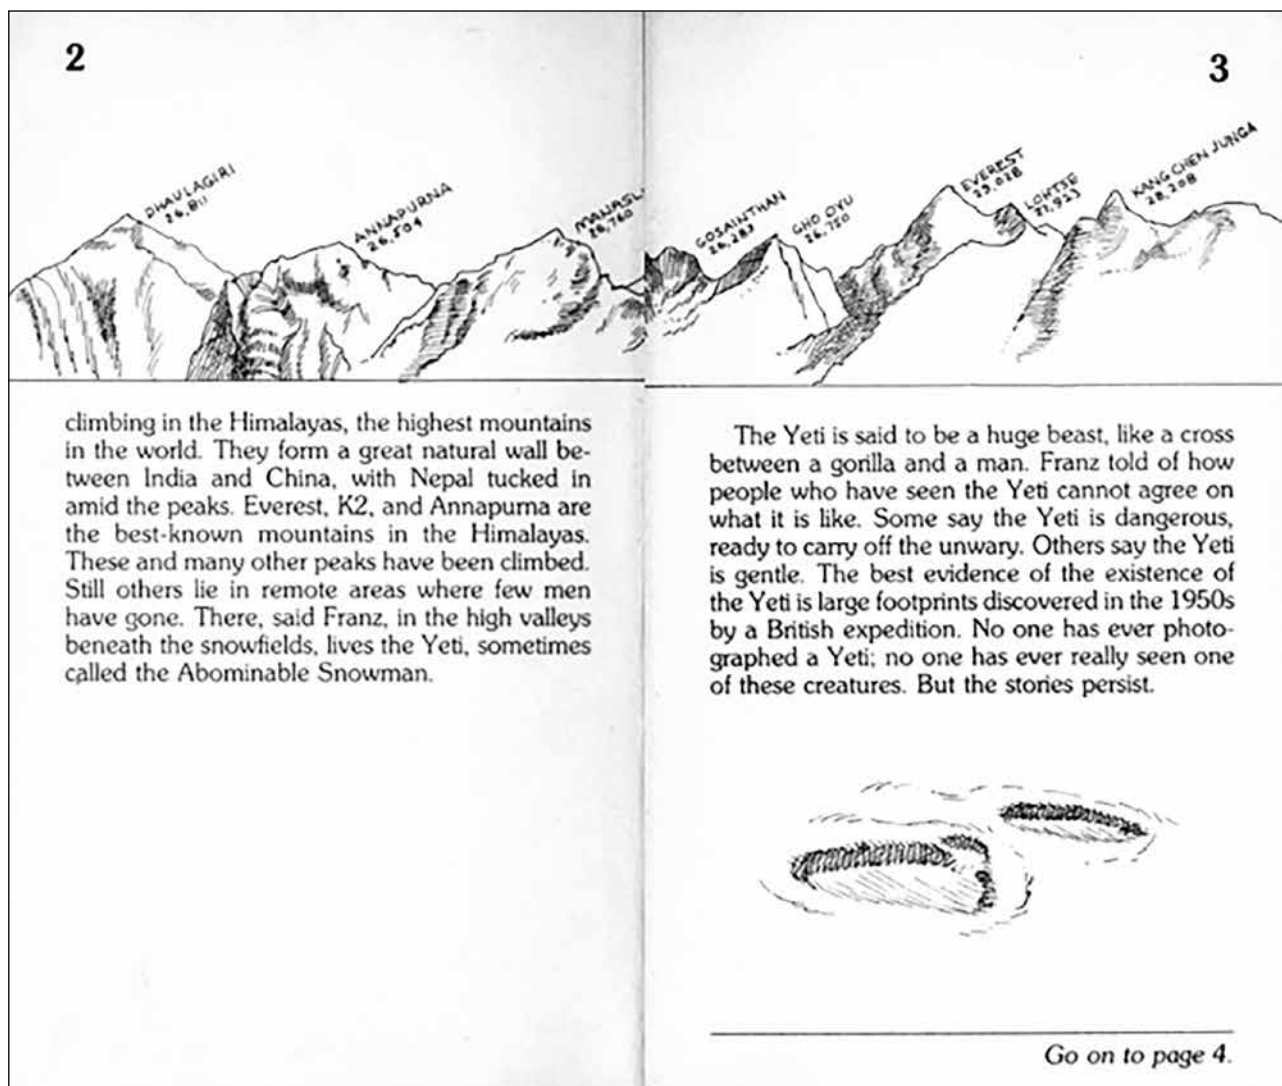 2
DHAULAGIRI
26,811
ANNAPURNA
26,504
MANASL
26,760
climbing in the Himalayas, the highest mountains
in the world. They form a great natural wall be-
tween India and China, with Nepal tucked in
amid the peaks. Everest, K2, and Annapurna are
the best-known mountains in the Himalayas.
These and many other peaks have been climbed.
Still others lie in remote areas where few men
have gone. There, said Franz, in the high valleys
beneath the snowfields, lives the Yeti, sometimes
called the Abominable Snowman.
3
GOSAINTHAN
26,287
GHO OYU
26,750
EVEREST
29,028
LOHTSE
27,923
KANGCHENJUNGA
28,208
The Yeti is said to be a huge beast, like a cross
between a gorilla and a man. Franz told of how
people who have seen the Yeti cannot agree on
what it is like. Some say the Yeti is dangerous,
ready to carry off the unwary. Others say the Yeti
is gentle. The best evidence of the existence of
the Yeti is large footprints discovered in the 1950s
by a British expedition. No one has ever photo-
graphed a Yeti; no one has ever really seen one
of these creatures. But the stories persist.
Go on to page 4.